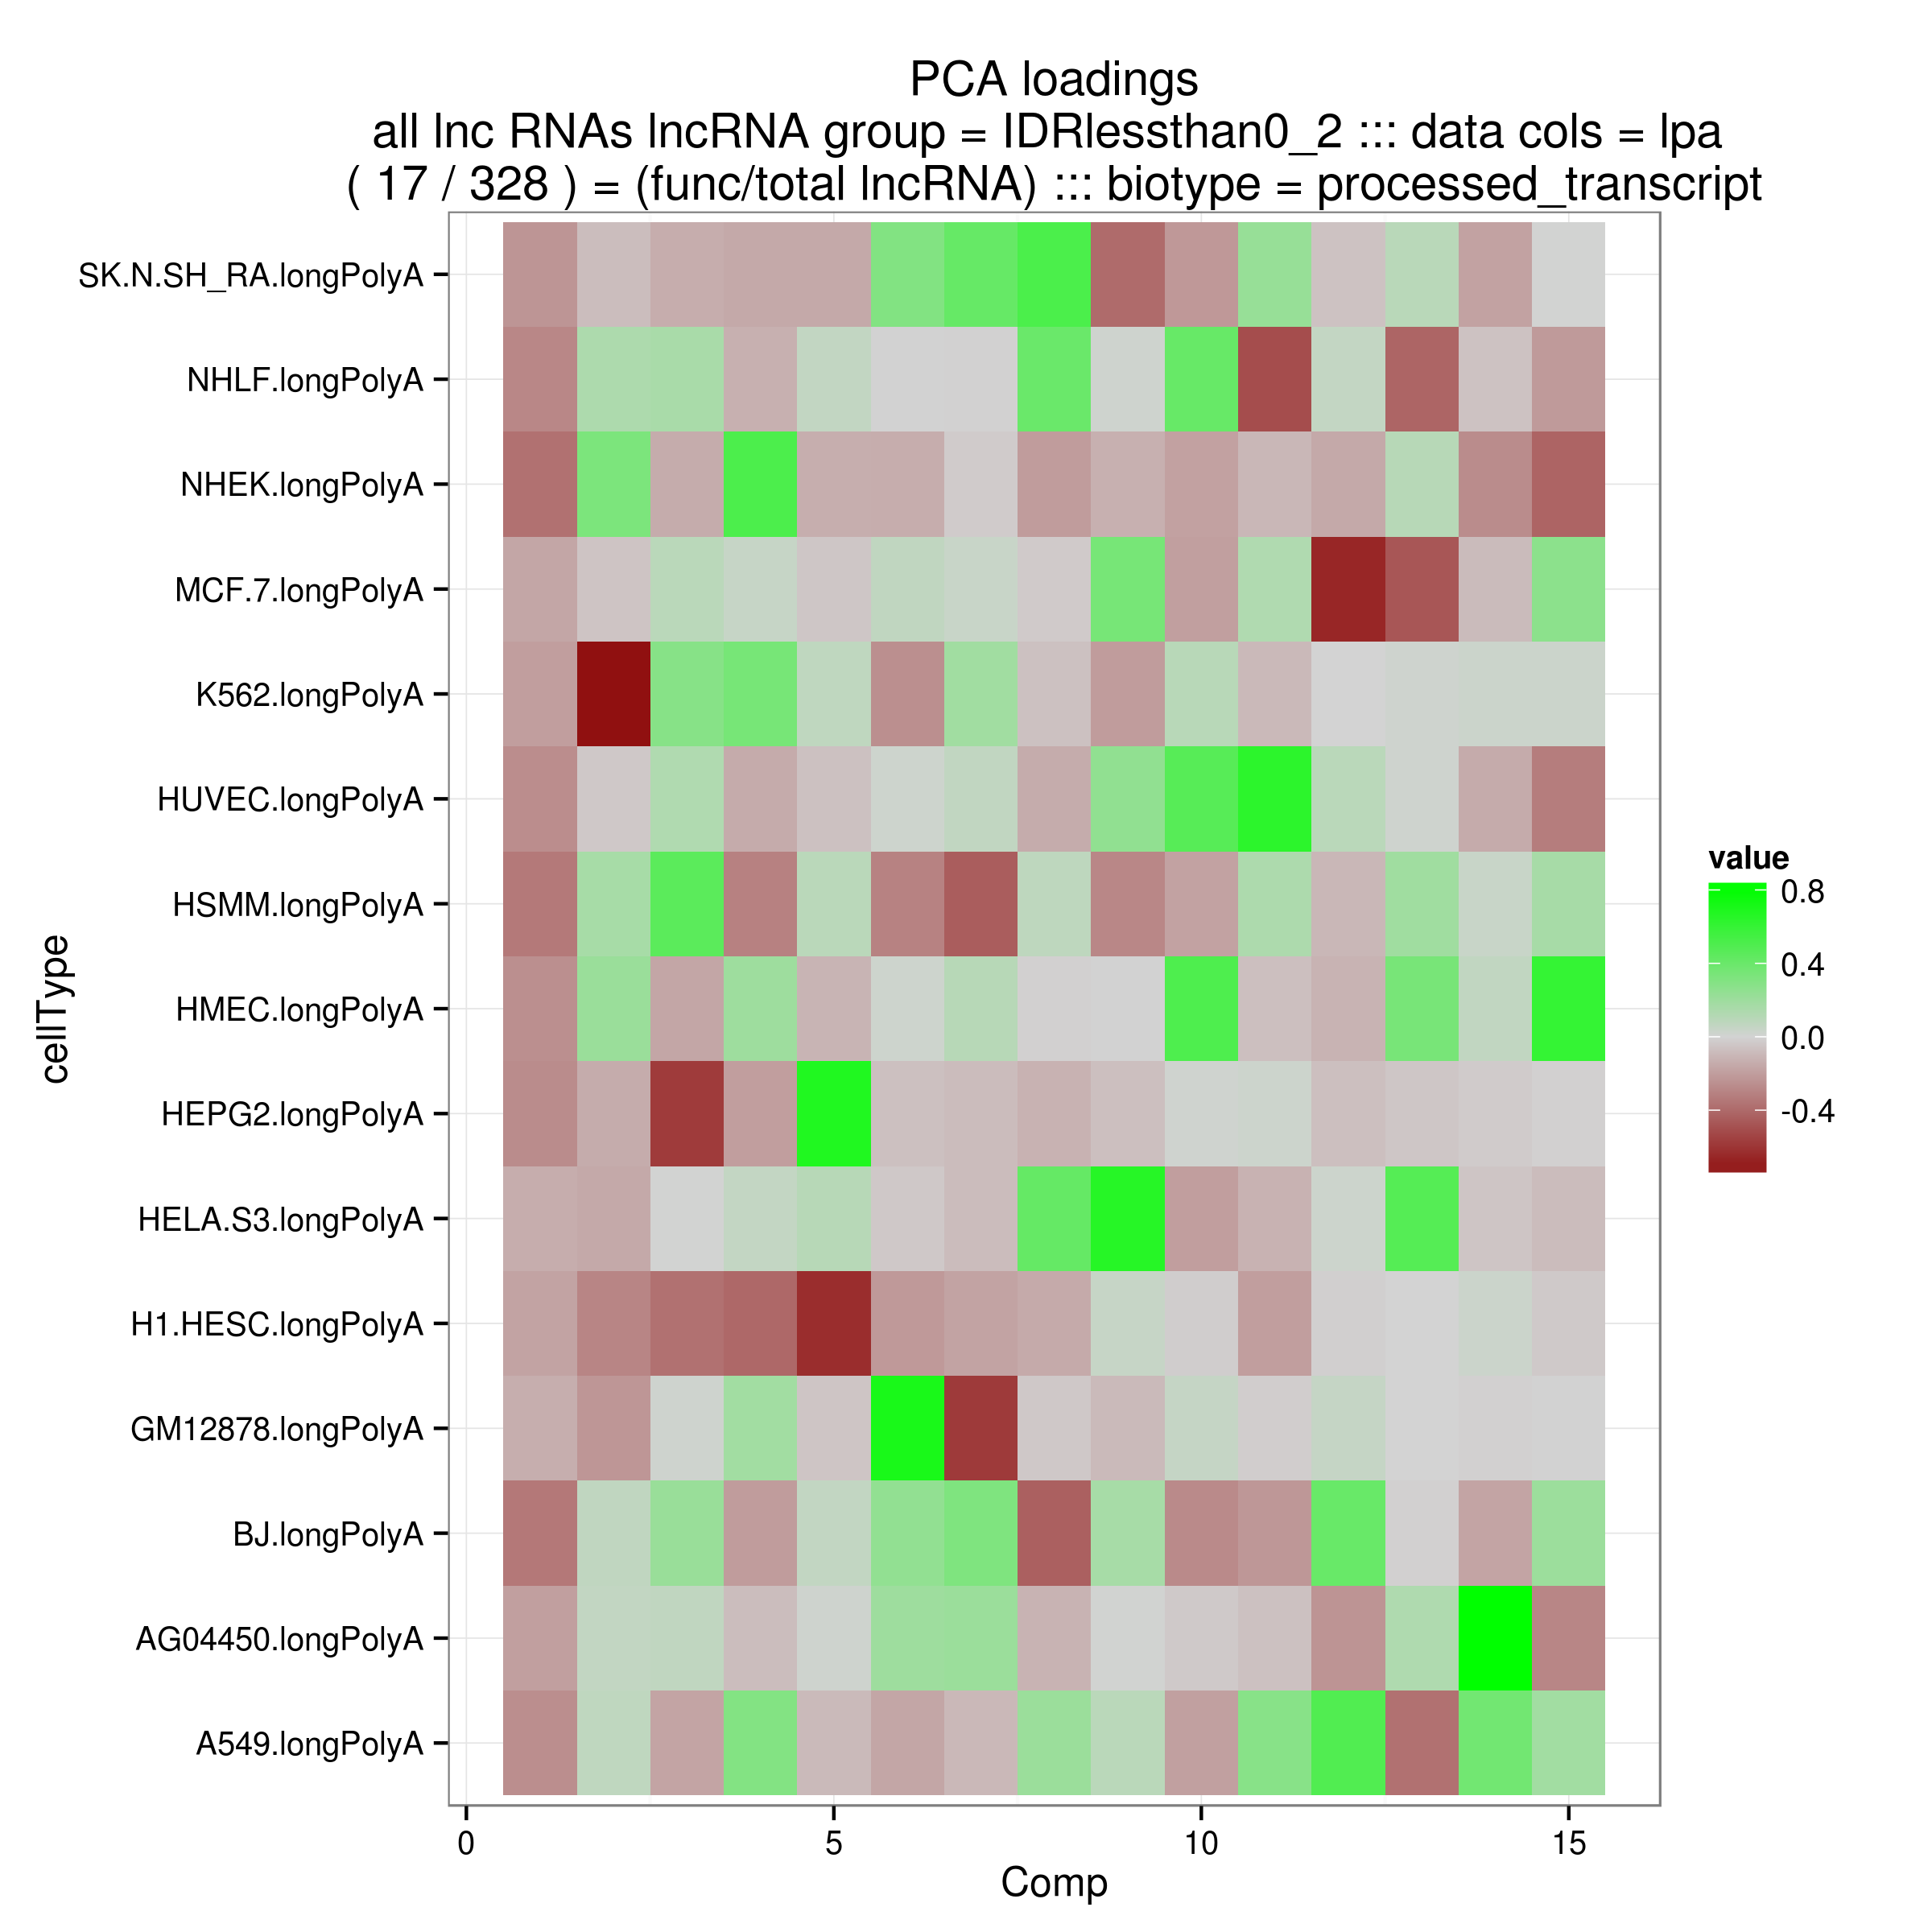 PCA loadings
all lnc RNAs lncRNA group = IDRlessthan0_2 ::: data cols = lpa
( 17 / 328 ) = (func/total lncRNA) ::: biotype = processed_transcript
SK.N.SH_RA.longPolyA
NHLF.longPolyA
NHEK.longPolyA
MCF.7.longPolyA
K562.longPolyA
HUVEC.longPolyA
HSMM.longPolyA
HMEC.longPolyA
HEPG2.longPolyA
HELA.S3.longPolyA
H1.HESC.longPolyA
GM12878.longPolyA
BJ.longPolyA
AG04450.longPolyA
A549.longPolyA
cellType
0 5 10 15
Comp
value
0.8
0.4
0.0
-0.4